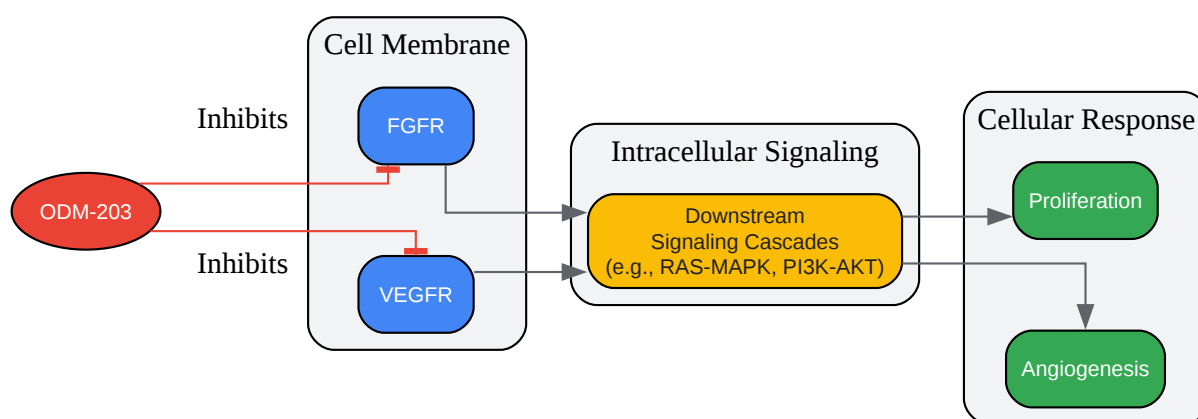 Cell Membrane
Inhibits
FGFR
Cellular Response
Intracellular Signaling
ODM-203
Downstream
Signaling Cascades
(e.g., RAS-MAPK, PI3K-AKT)
Proliferation
Inhibits
VEGFR
Angiogenesis